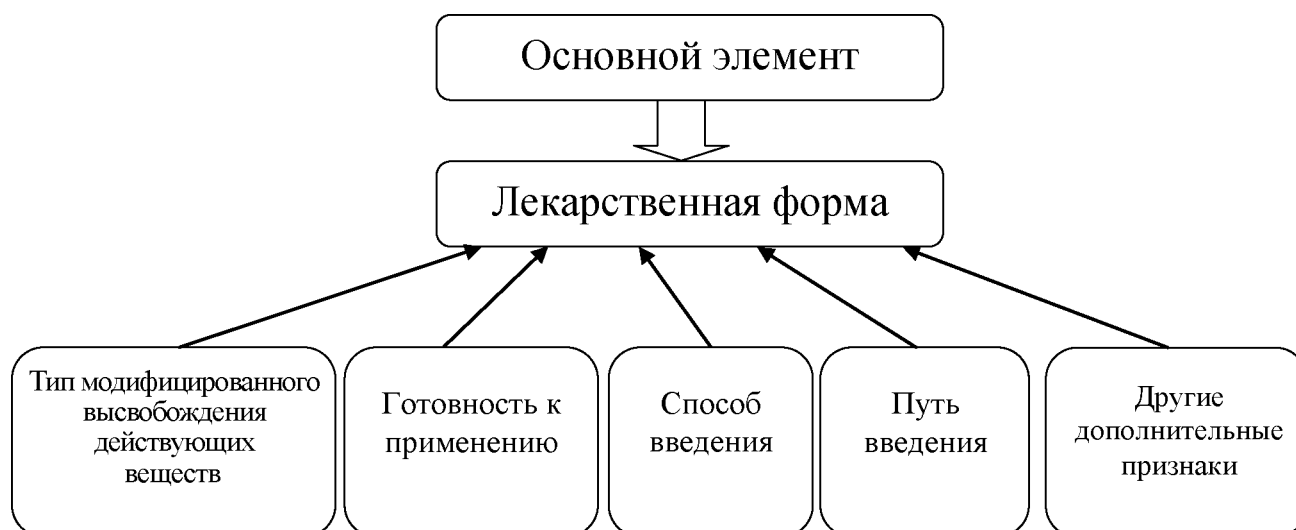 Основной элемент
Лекарственная форма
Тип модифицированного
высвобождения
действующих
веществ
Готовность к
применению
Способ
введения
Путь
введения
Другие
дополнительные
признаки